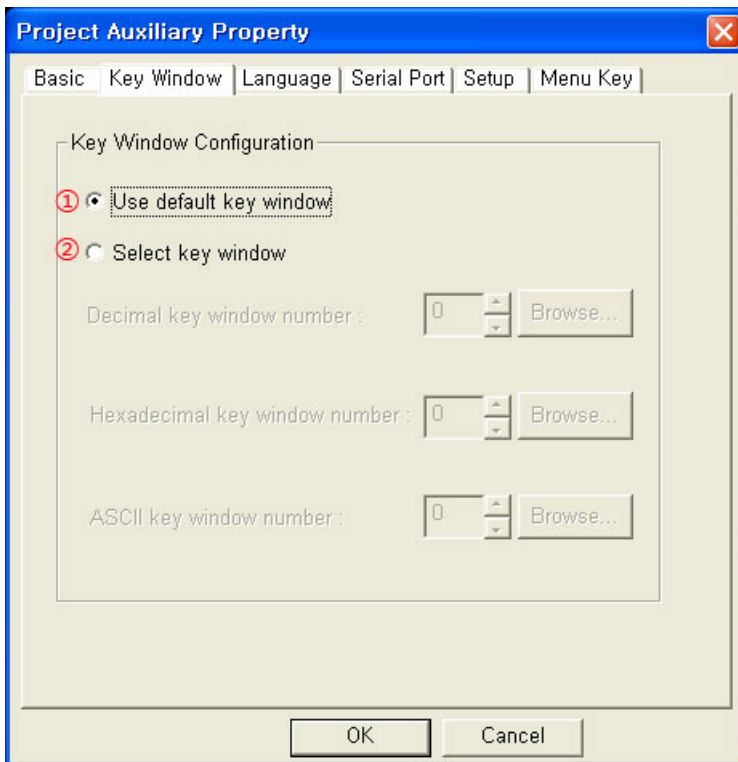 Project Auxiliary Property
Basic Key Window Language Serial Port Setup Menu Key
Key Window Configuration
① Use default key window
② Select key window
Decimal key window number : 0 Browse...
Hexadecimal key window number : 0 Browse...
ASCII key window number : 0 Browse...
OK Cancel